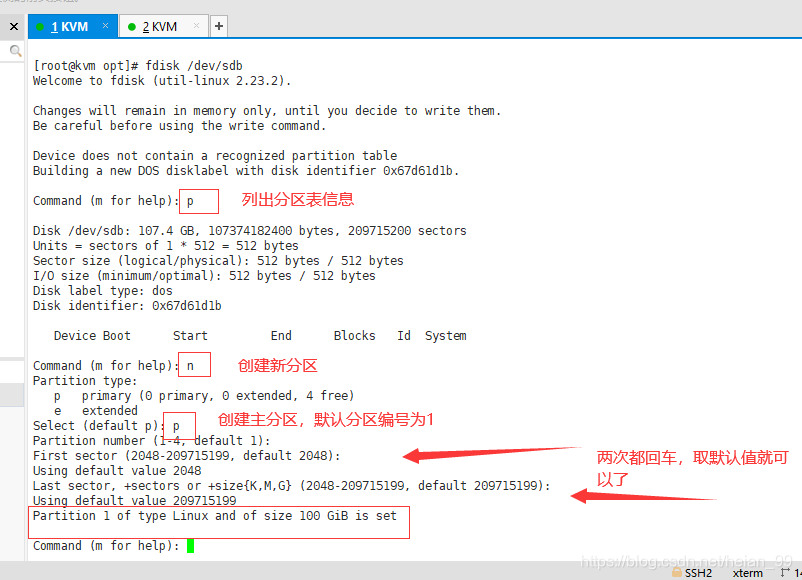 1 KVM
2 KVM
[root@kvm opt]# fdisk /dev/sdb
Welcome to fdisk (util-linux 2.23.2).
Changes will remain in memory only, until you decide to write them.
Be careful before using the write command.
Device does not contain a recognized partition table
Building a new DOS disklabel with disk identifier 0x67d61d1b.
Command (m for help): p 列出分区表信息
Disk /dev/sdb: 107.4 GB, 107374182400 bytes, 209715200 sectors
Units = sectors of 1 * 512 = 512 bytes
Sector size (logical/physical): 512 bytes / 512 bytes
I/O size (minimum/optimal): 512 bytes / 512 bytes
Disk label type: dos
Disk identifier: 0x67d61d1b
Device Boot Start End Blocks Id System
Command (m for help): n 创建新分区
Partition type:
p primary (0 primary, 0 extended, 4 free)
e extended
Select (default p): p 创建主分区，默认分区编号为1
Partition number (1-4, default 1):
First sector (2048-209715199, default 2048):
Using default value 2048
两次都回车，取默认值就可
以了
Last sector, +sectors or +size{K,M,G} (2048-209715199, default 209715199):
Using default value 209715199
Partition 1 of type Linux and of size 100 GiB is set
Command (m for help):
https://blog.csdn.net/heian_99
SSH2 xterm